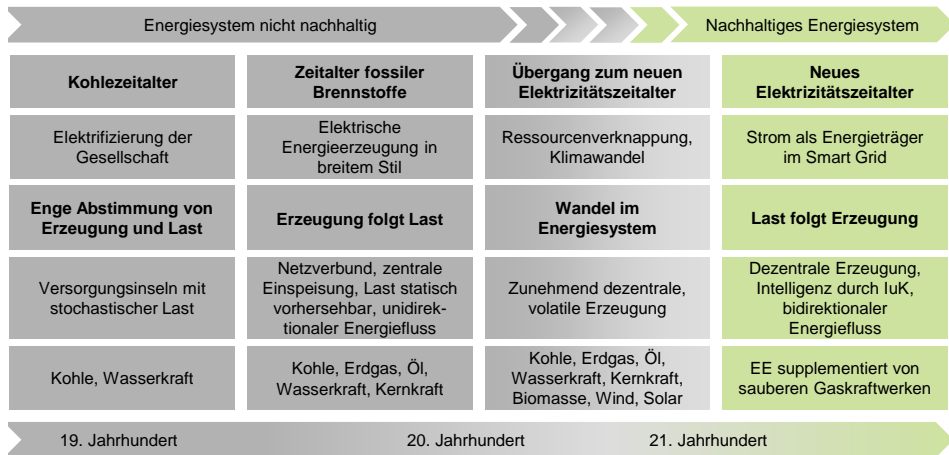 Energiesystem nicht nachhaltig
Nachhaltiges Energiesystem
Kohlezeitalter
Zeitalter fossiler
Brennstoffe
Übergang zum neuen
Elektrizitätszeitalter
Neues
Elektrizitätszeitalter
Elektrifizierung der
Gesellschaft
Elektrische
Energieerzeugung in
breitem Stil
Ressourcenverknappung,
Klimawandel
Strom als Energieträger
im Smart Grid
Enge Abstimmung von
Erzeugung und Last
Erzeugung folgt Last
Wandel im
Energiesystem
Last folgt Erzeugung
Versorgungsinseln mit
stochastischer Last
Netzverbund, zentrale
Einspeisung, Last statisch
vorhersehbar, unidirek-
tionaler Energiefluss
Zunehmend dezentrale,
volatile Erzeugung
Dezentrale Erzeugung,
Intelligenz durch IuK,
bidirektionaler
Energiefluss
Kohle, Wasserkraft
Kohle, Erdgas, Öl,
Wasserkraft, Kernkraft
Kohle, Erdgas, Öl,
Wasserkraft, Kernkraft,
Biomasse, Wind, Solar
EE supplementiert von
sauberen Gaskraftwerken
19. Jahrhundert
20. Jahrhundert
21. Jahrhundert